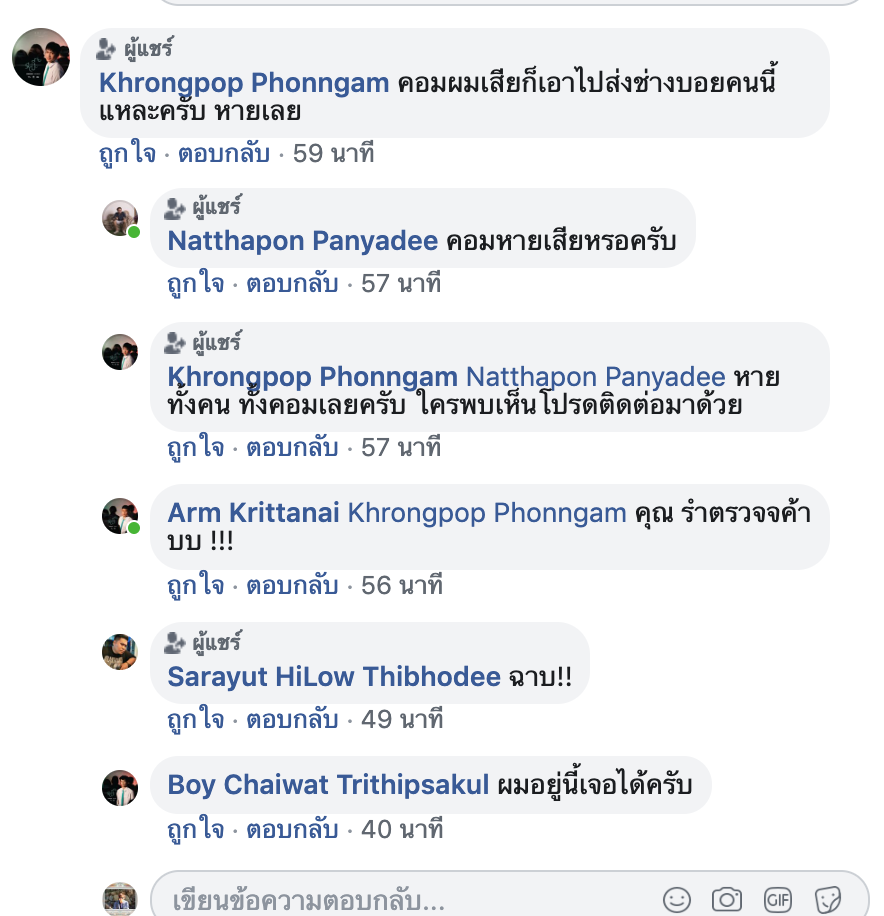 ผู้แชร์
Khrongpop Phonngam คอมผมเสียก็เอาไปส่งช่างบอยคนนี้
แหละครับ หายเลย
ถูกใจ · ตอบกลับ · 59 นาที
ผู้แชร์
Natthapon Panyadee คอมหายเสียหรอครับ
ถูกใจ · ตอบกลับ · 57 นาที
ผู้แชร์
Khrongpop Phonngam Natthapon Panyadee หาย
ทั้งคน ทั้งคอมเลยครับ ใครพบเห็นโปรดติดต่อมาด้วย
ถูกใจ · ตอบกลับ · 57 นาที
Arm Krittanai Khrongpop Phonngam คุณ รำตรวจจค้า
บบ !!!
ถูกใจ · ตอบกลับ · 56 นาที
ผู้แชร์
Sarayut HiLow Thibhodee ฉาบ!!
ถูกใจ · ตอบกลับ · 49 นาที
Boy Chaiwat Trithipsakul ผมอยู่นี้เจอได้ครับ
ถูกใจ · ตอบกลับ · 40 นาที
เขียนข้อความตอบกลับ...
GIF